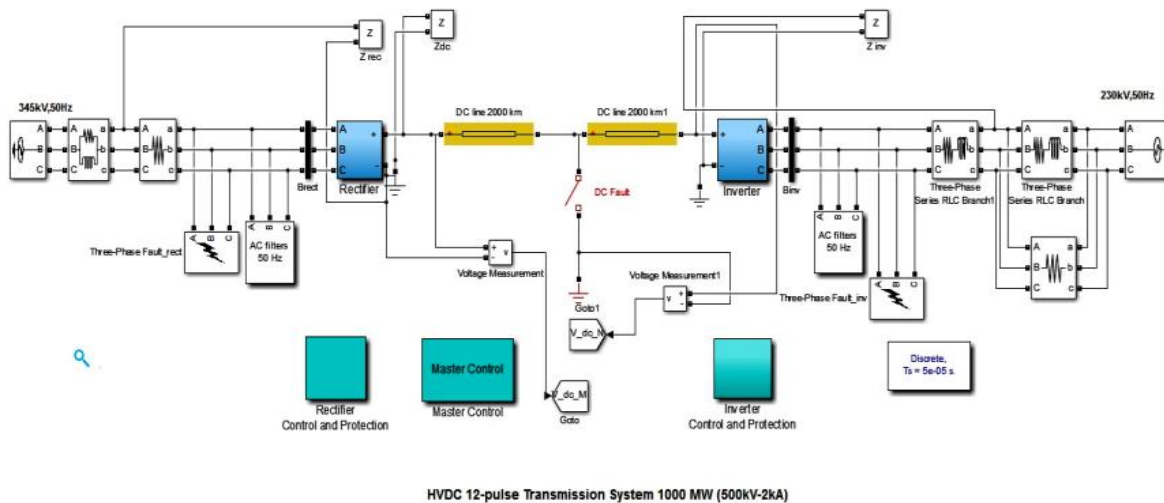 Z
Z rec
Z
Zdc
Z
Z inv
345kV,50Hz
230kV,50Hz
DC line 2000 km
DC line 2000 km1
A
B
C
a
b
c
A
B
C
a
b
c
Brect
A
B
C
+
-
Rectifier
DC Fault
+
-
A
B
C
Inverter
Binv
A
B
C
a
b
c
Three-Phase
Series RLC Branch1
A
B
C
a
b
c
Three-Phase
Series RLC Branch
A
B
C
A
B
C
a
b
c
A
B
C
Three-Phase Fault_rect
A
B
C
AC filters
50 Hz
+
-
v
Voltage Measurement
Voltage Measurement1
v
+
-
A
B
C
AC filters
50 Hz
A
B
C
Three-Phase Fault_inv
Goto1
V_dc_N
V_dc_M
Goto
Rectifier
Control and Protection
Master Control
Master Control
Inverter
Control and Protection
Discrete,
Ts = 5e-05 s.
HVDC 12-pulse Transmission System 1000 MW (500kV-2kA)